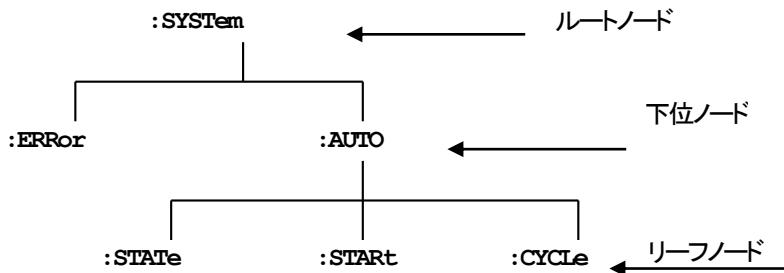 :SYSTem
ルートノード
:ERRor
:AUTO
下位ノード
:STATe
:STARt
:CYCLe
リーフノード